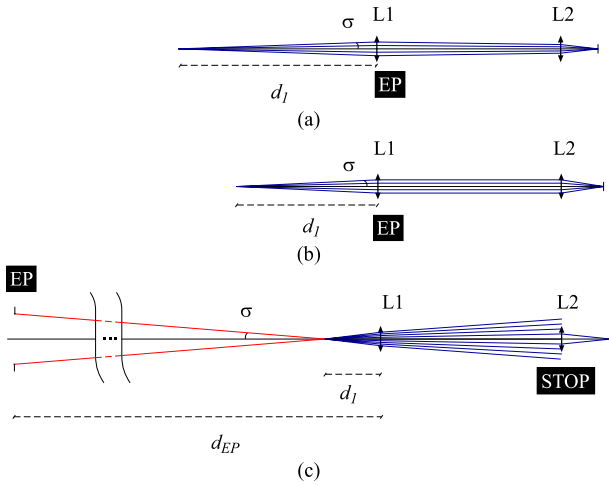 σ L1 L2
d1
EP
(a)
σ L1 L2
d1
EP
(b)
EP
σ L1 L2
d1
STOP
dEP
(c)